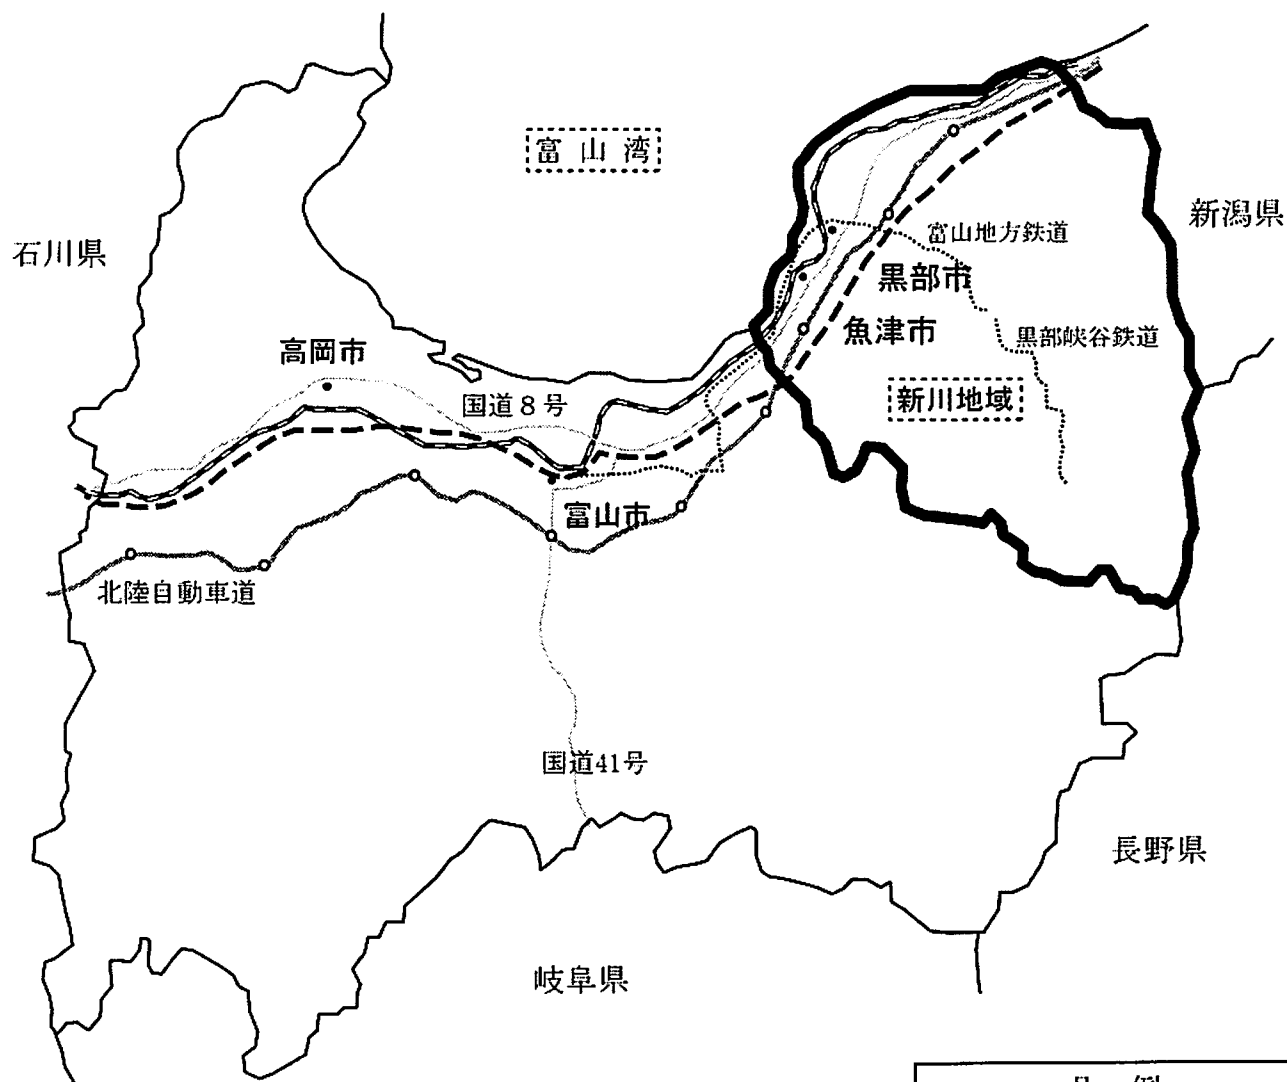 富山湾
新潟県
石川県
富山地方鉄道
黒部市
魚津市
黒部峡谷鉄道
高岡市
新川地域
国道8号
富山市
北陸自動車道
国道41号
長野県
岐阜県